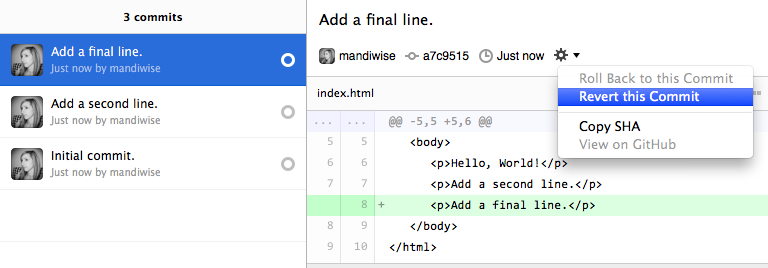 3 commits
Add a final line.
Just now by mandiwise
Add a second line.
Just now by mandiwise
Initial commit.
Just now by mandiwise
Add a final line.
mandiwise a7c9515 Just now
Roll Back to this Commit
Revert this Commit
Copy SHA
View on GitHub
index.html
... ... @@ -5,5 +5,6 @@
5 5 <body>
6 6 <p>Hello, World!</p>
7 7 <p>Add a second line.</p>
8 + <p>Add a final line.</p>
8 9 </body>
9 10 </html>